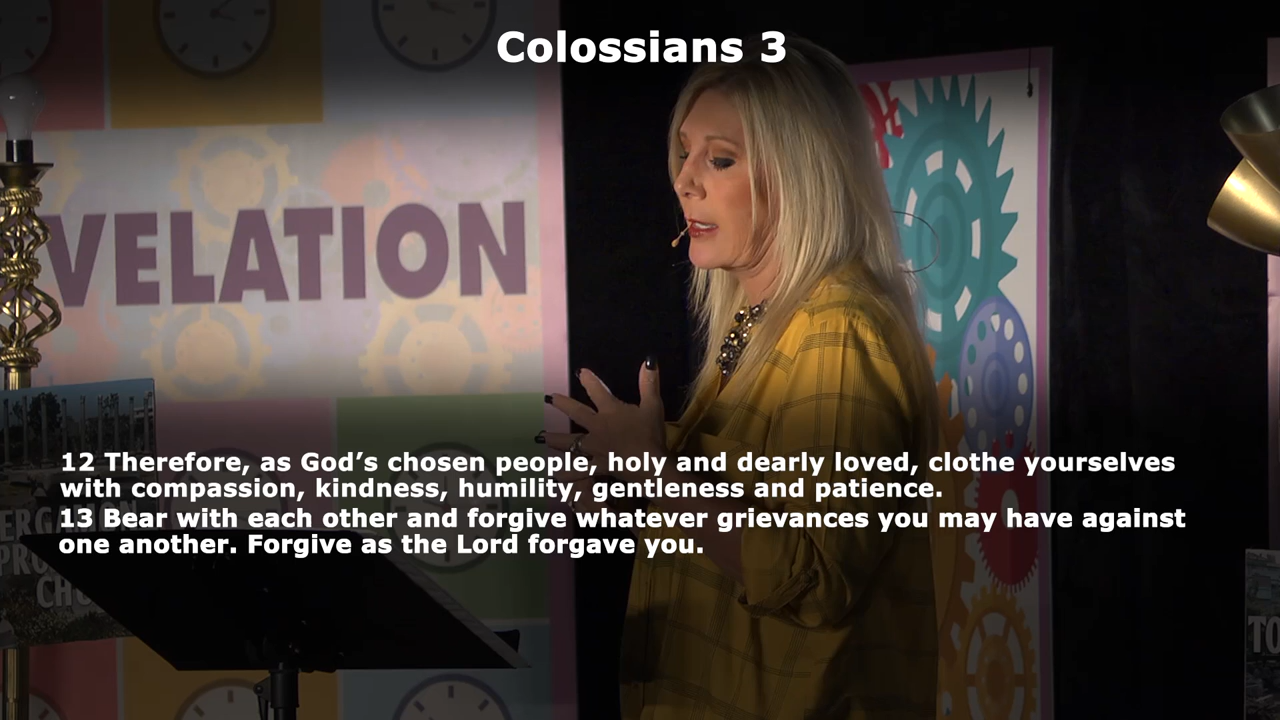 Colossians 3
VELATION
12 Therefore, as God’s chosen people, holy and dearly loved, clothe yourselves
with compassion, kindness, humility, gentleness and patience.
13 Bear with each other and forgive whatever grievances you may have against
one another. Forgive as the Lord forgave you.